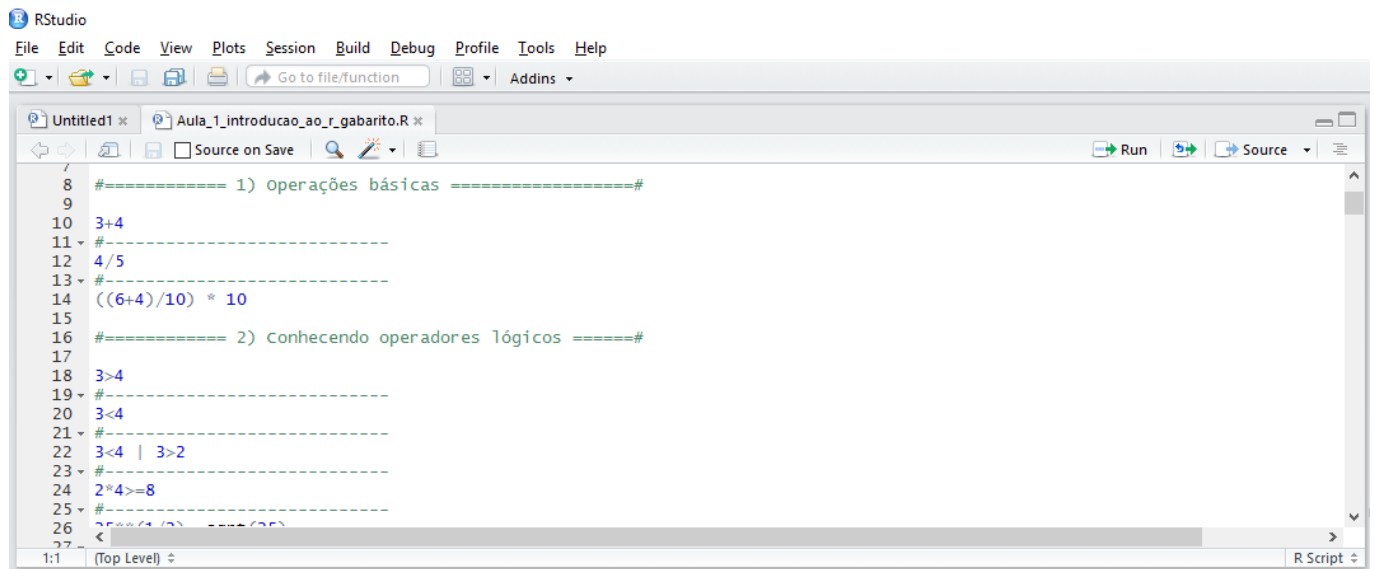 RStudio
File Edit Code View Plots Session Build Debug Profile Tools Help
Go to file/function Addins
Untitled1 Aula_1_introducao_ao_r_gabarito.R
Source on Save Run Source
7
8 #============ 1) Operações básicas ==================#
9
10 3+4
11 #----------------------------
12 4/5
13 #----------------------------
14 ((6+4)/10) * 10
15
16 #============ 2) Conhecendo operadores lógicos ======#
17
18 3>4
19 #----------------------------
20 3<4
21 #----------------------------
22 3<4 | 3>2
23 #----------------------------
24 2*4>=8
25 #----------------------------
26
27
1:1 (Top Level) R Script